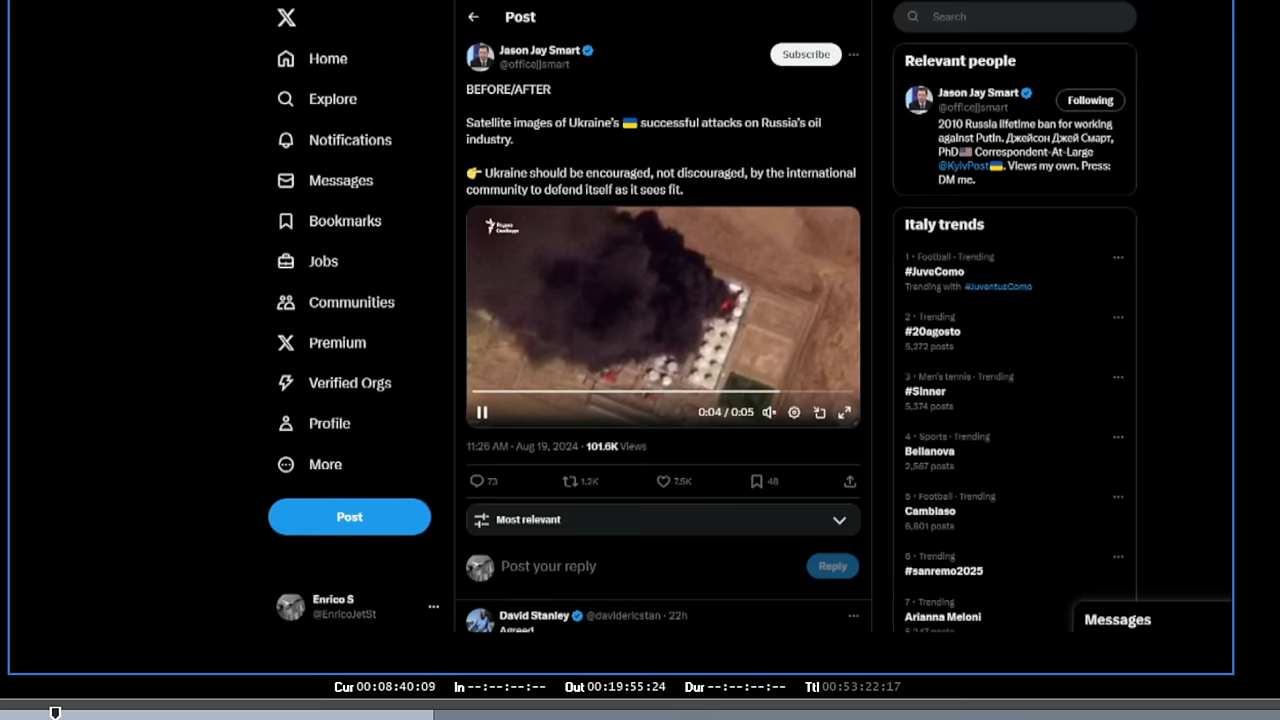 Post
Home
Explore
Notifications
Messages
Bookmarks
Jobs
Communities
Premium
Verified Orgs
Profile
More
Post
Enrico S
@EnricoJetSt
Jason Jay Smart
@officejjsmart
Subscribe
BEFORE/AFTER
Satellite images of Ukraine's 🇺🇦 successful attacks on Russia's oil
industry.
👉 Ukraine should be encouraged, not discouraged, by the international
community to defend itself as it sees fit.
Радио
Свобода
0:04 / 0:05
11:26 AM · Aug 19, 2024 · 101.6K Views
73
1.2K
7.5K
48
Most relevant
Post your reply
Reply
David Stanley @davidericstan · 22h
Agreed
Search
Relevant people
Jason Jay Smart
@officejjsmart
Following
2010 Russia lifetime ban for working
against Putin. Джейсон Джей Смарт,
PhD🇺🇸 Correspondent-At-Large
@KyivPost🇺🇦. Views my own. Press:
DM me.
Italy trends
1 · Football · Trending
#JuveComo
Trending with #JuventusComo
2 · Trending
#20agosto
5,272 posts
3 · Men's tennis · Trending
#Sinner
5,374 posts
4 · Sports · Trending
Bellanova
2,567 posts
5 · Football · Trending
Cambiaso
6,801 posts
6 · Trending
#sanremo2025
7 · Trending
Arianna Meloni
Messages
Cur 00:08:40:09 In --:--:--:-- Out 00:19:55:24 Dur --:--:--:-- Ttl 00:53:22:17